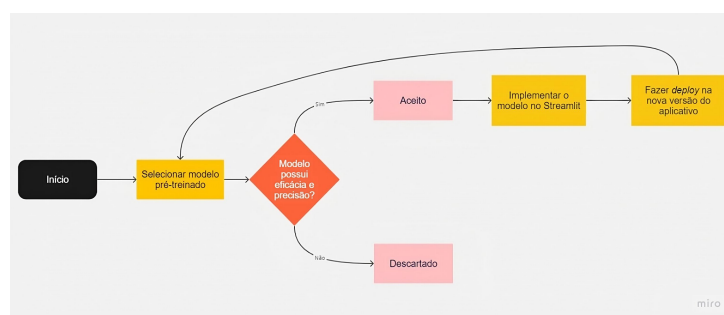 Início
Selecionar modelo
pré-treinado
Modelo
possui
eficácia e
precisão?
Sim
Aceito
Implementar o
modelo no Streamlit
Fazer deploy na
nova versão do
aplicativo
Não
Descartado
miro